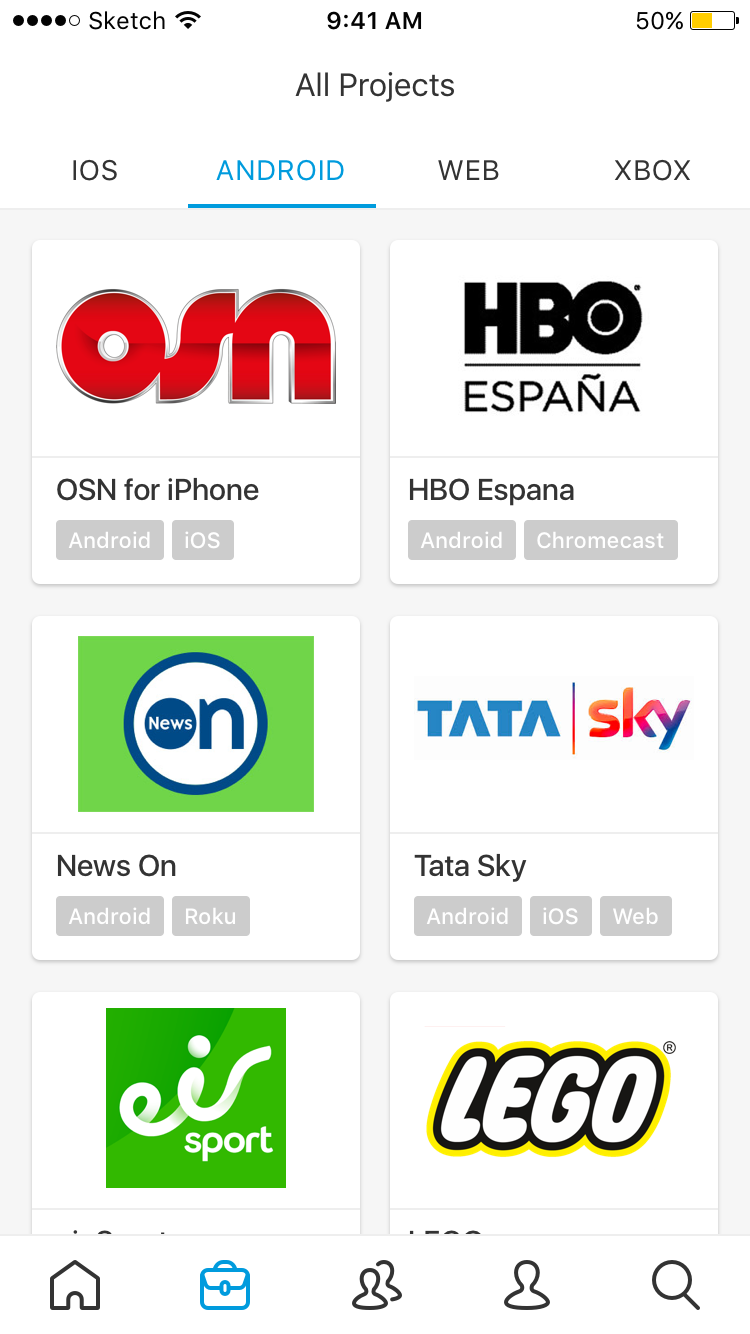 Sketch 9:41 AM 50%
All Projects
IOS ANDROID WEB XBOX
osn
HBO
ESPAÑA
OSN for iPhone
Android iOS
HBO Espana
Android Chromecast
News On
TATA sky
News On
Android Roku
Tata Sky
Android iOS Web
eir
sport
LEGO ®